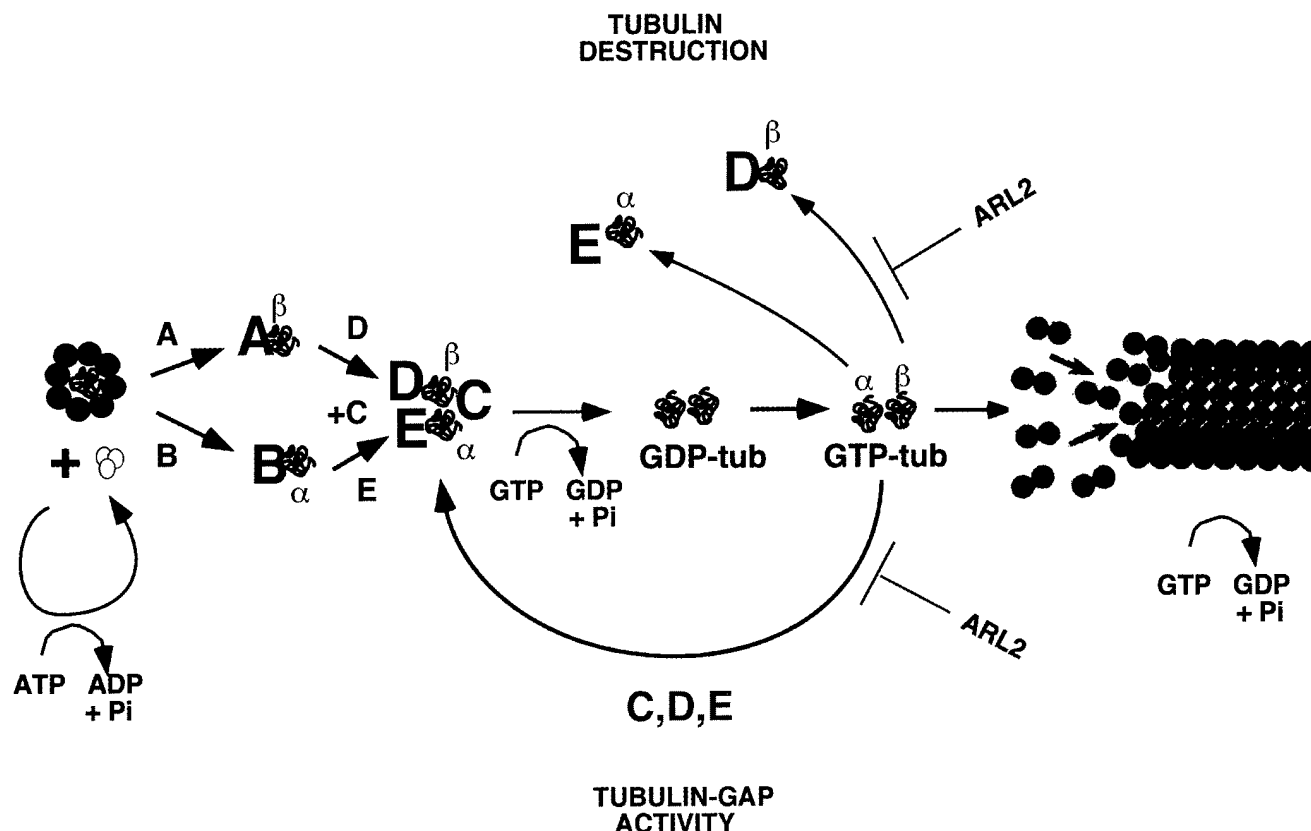 TUBULIN
DESTRUCTION
β
D
α
E
ARL2
β
A
A
D
β
D
C
+C
E
α
+
B
B
α
E
GTP
GDP
+ Pi
GDP-tub
α β
GTP-tub
ARL2
GTP
GDP
+ Pi
ATP
ADP
+ Pi
C,D,E
TUBULIN-GAP
ACTIVITY